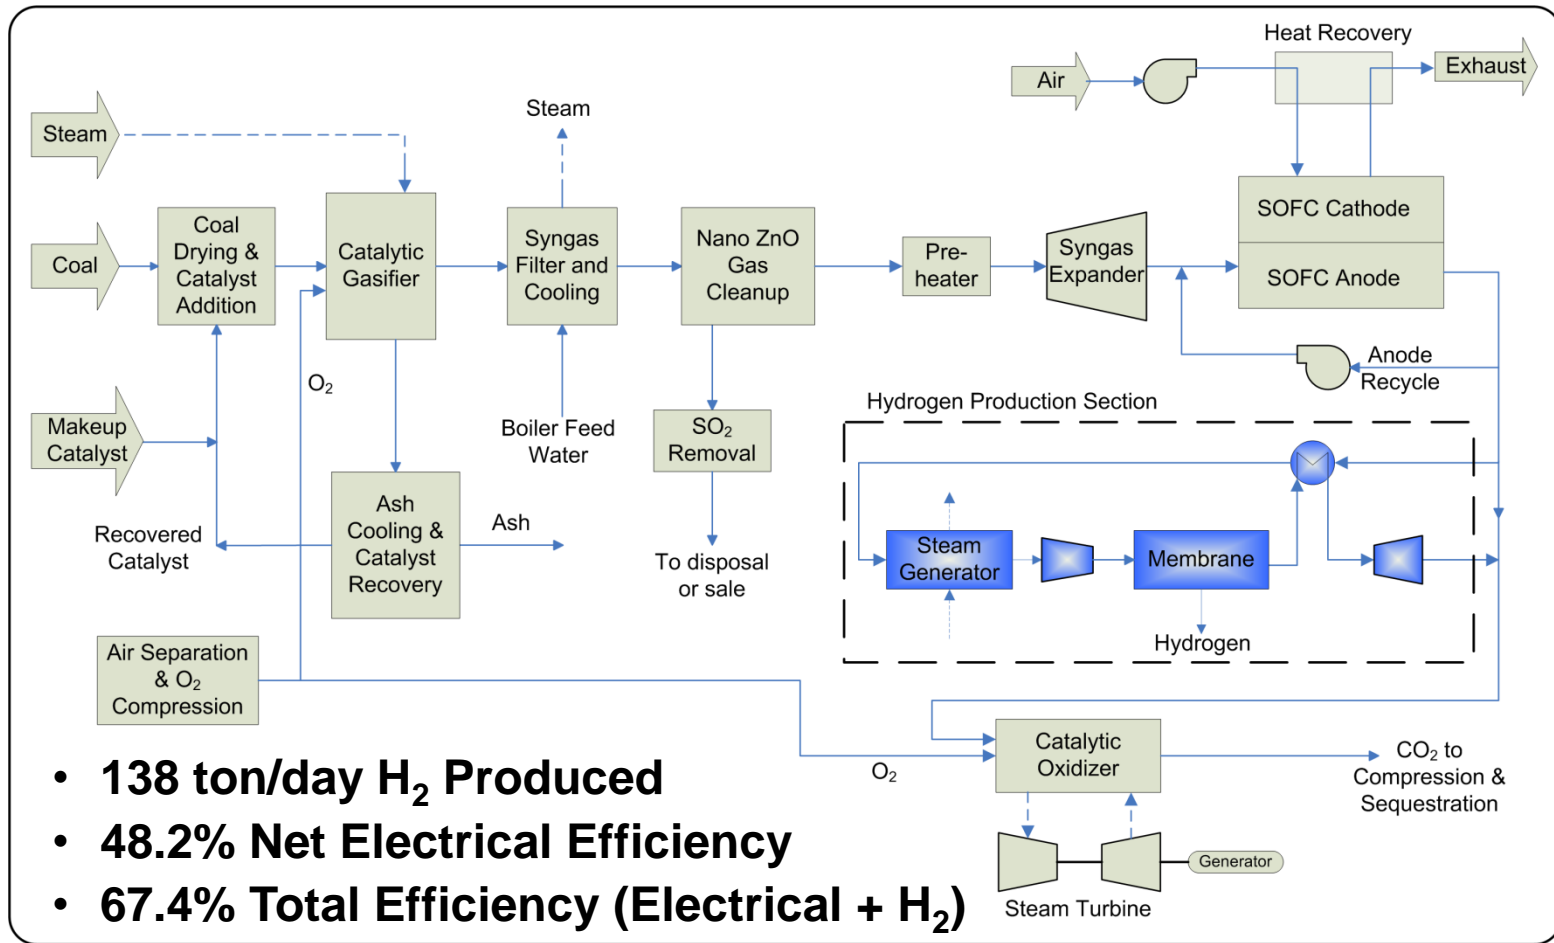 Heat Recovery
Air
Exhaust
Steam
Steam
Coal
Coal
Drying &
Catalyst
Addition
Catalytic
Gasifier
Syngas
Filter and
Cooling
Nano ZnO
Gas
Cleanup
Pre-
heater
Syngas
Expander
SOFC Cathode
SOFC Anode
Anode
Recycle
O₂
Makeup
Catalyst
Boiler Feed
Water
SO₂
Removal
Hydrogen Production Section
Recovered
Catalyst
Ash
Cooling &
Catalyst
Recovery
Ash
To disposal
or sale
Steam
Generator
Membrane
Hydrogen
Air Separation
& O₂
Compression
O₂
Catalytic
Oxidizer
CO₂ to
Compression &
Sequestration
Generator
Steam Turbine
• 138 ton/day H₂ Produced
• 48.2% Net Electrical Efficiency
• 67.4% Total Efficiency (Electrical + H₂)